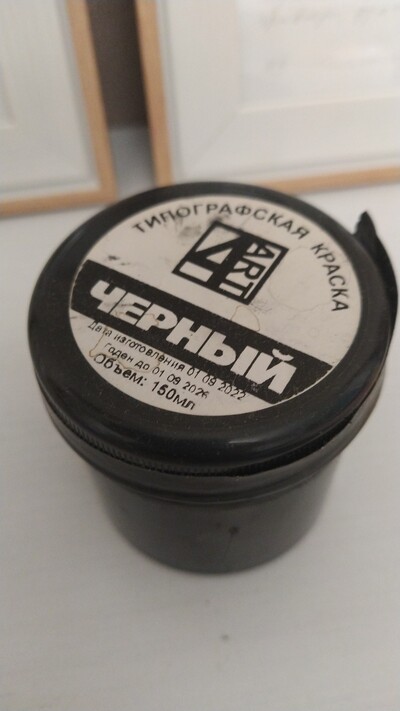 ТИПОГРАФСКАЯ КРАСКА
4
ART
ЧЕРНЫЙ
Дата изготовления 01 09 2022
Годен до 01 09 2026
Объем: 150мл